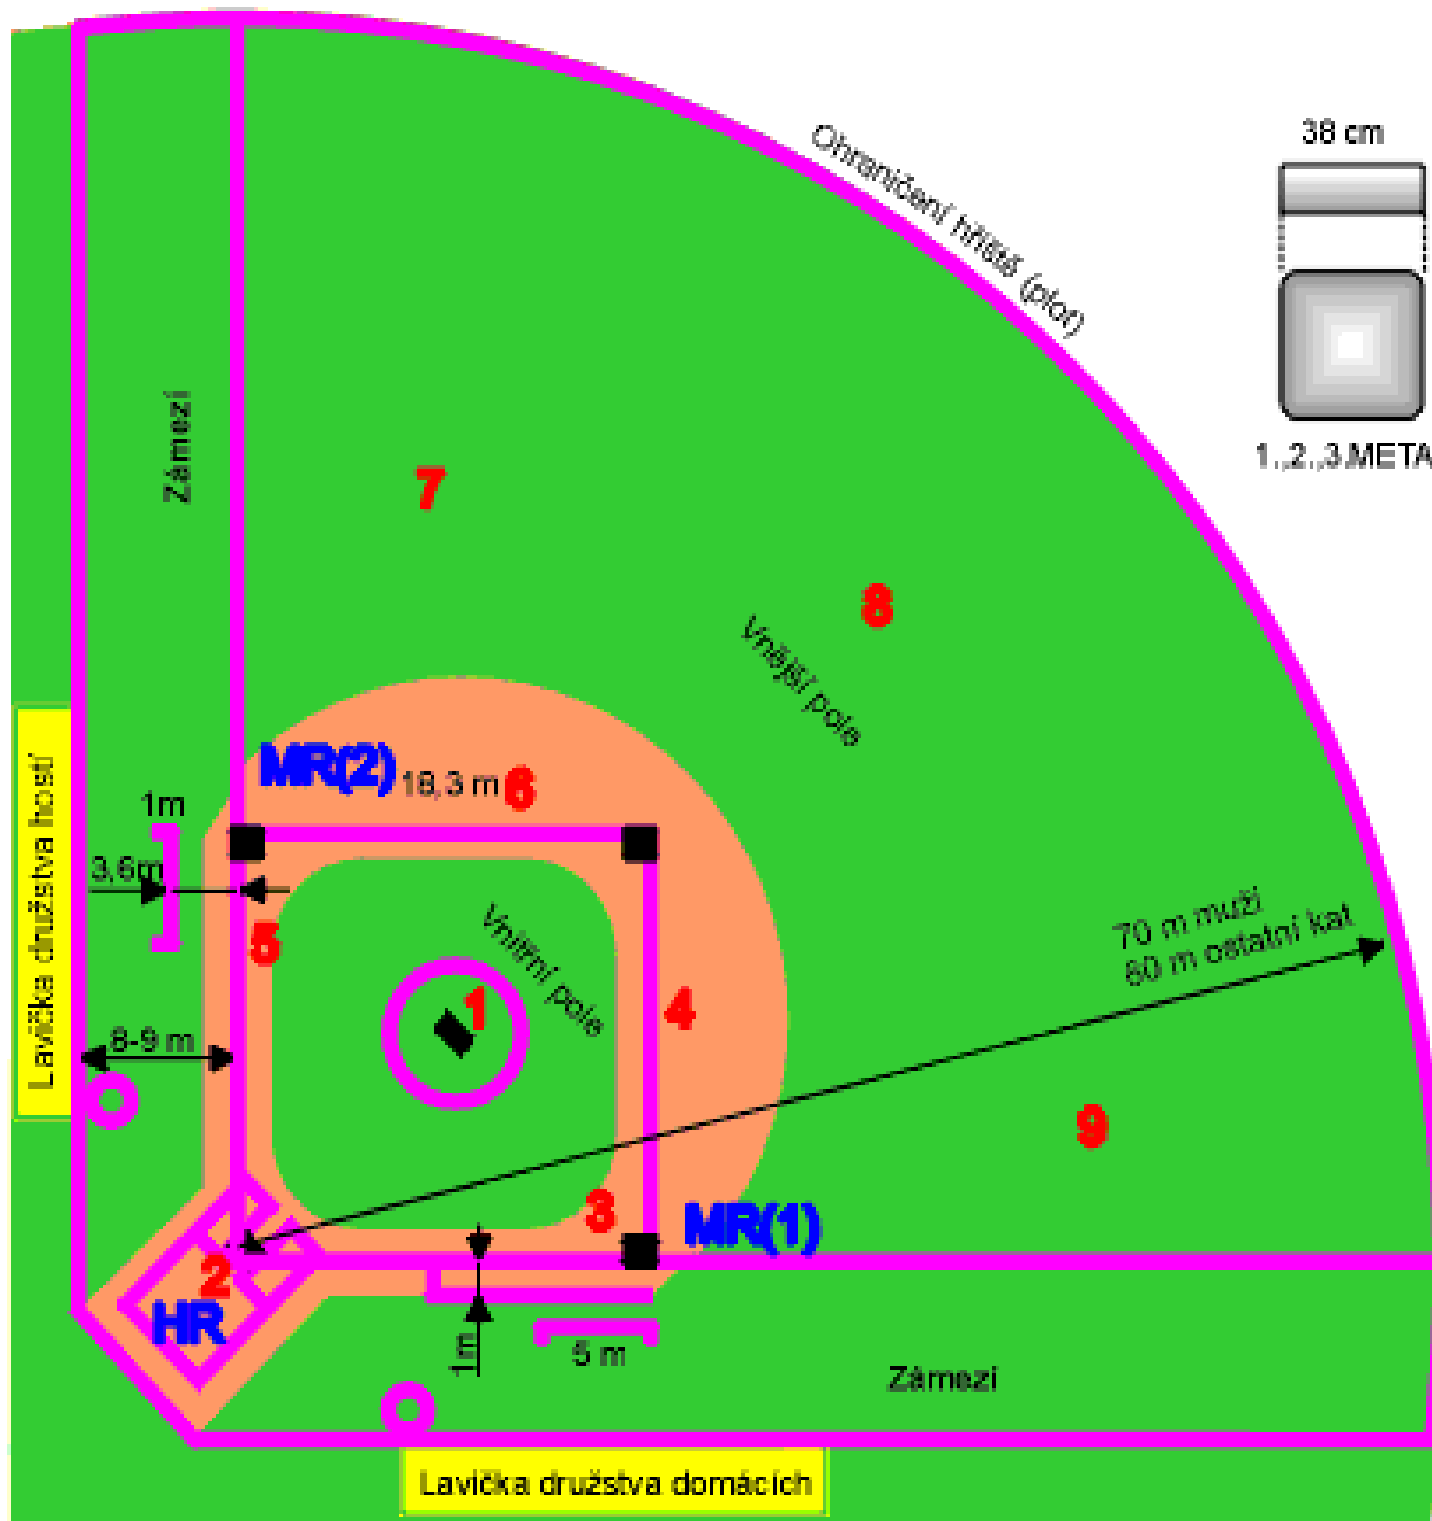 Ohraničení hřiště (plot)
38 cm
1.,2.,3.META
Zámezí
7
8
Vnější pole
MR(2)
18,3 m
6
1m
3,6m
Lavička družstva hostí
5
Vnitřní pole
1
4
70 m muži
60 m ostatní kat
8-9 m
9
3
MR(1)
2
HR
1m
5 m
Zámezí
Lavička družstva domácích